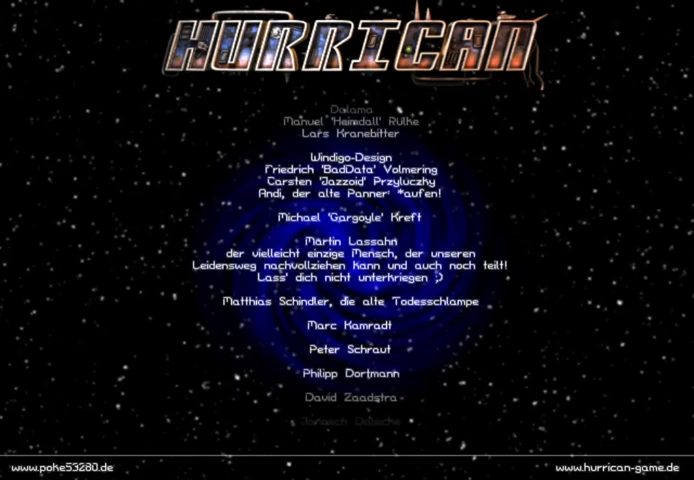 HURRICAN
Dalama
Manuel 'Heimdall' Rülke
Lars Kranebitter
Windigo-Design
Friedrich 'BadData' Volmering
Carsten 'Jazzoid' Przyluczky
Andi, der alte Panner *aufen!
Michael 'Gargoyle' Kreft
Martin Lassahn
der vielleicht einzige Mensch, der unseren
Leidensweg nachvollziehen kann und auch noch teilt!
Lass' dich nicht unterkriegen ;)
Matthias Schindler, die alte Todesschlampe
Marc Kamradt
Peter Schraut
Philipp Dortmann
David Zaadstra
www.poke53280.de
www.hurrican-game.de